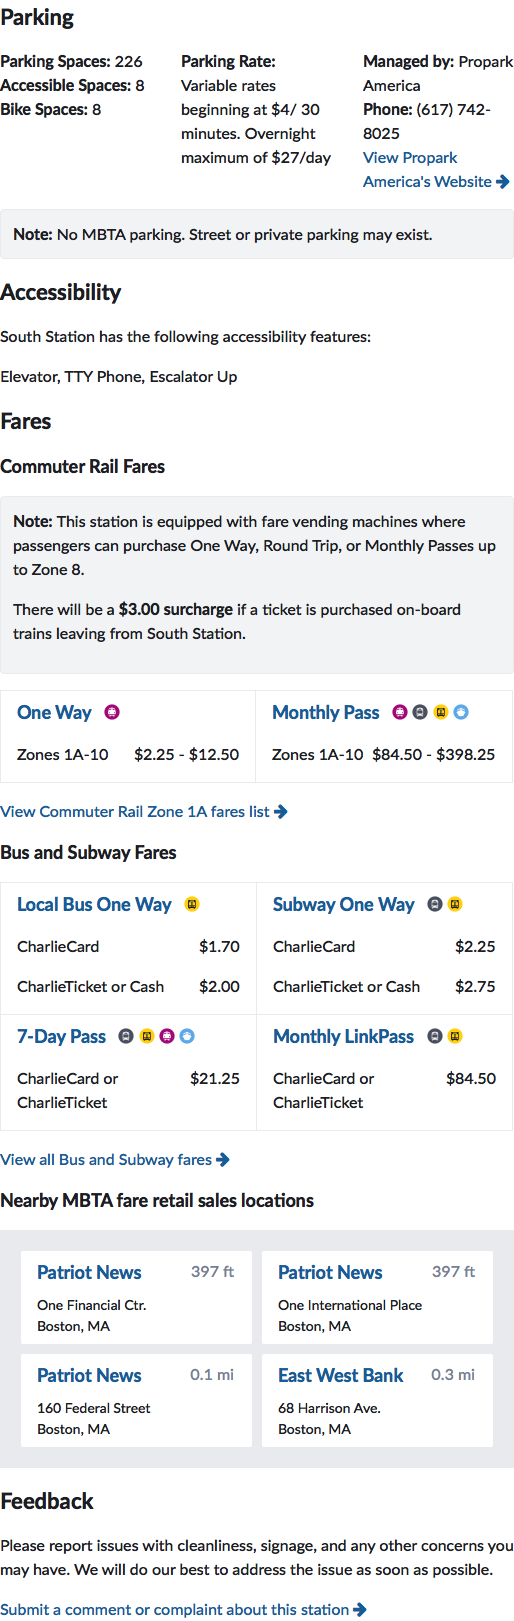 Parking
Parking Spaces: 226
Accessible Spaces: 8
Bike Spaces: 8
Parking Rate:
Variable rates
beginning at $4/ 30
minutes. Overnight
maximum of $27/day
Managed by: Propark
America
Phone: (617) 742-
8025
View Propark
America's Website
Note: No MBTA parking. Street or private parking may exist.
Accessibility
South Station has the following accessibility features:
Elevator, TTY Phone, Escalator Up
Fares
Commuter Rail Fares
Note: This station is equipped with fare vending machines where
passengers can purchase One Way, Round Trip, or Monthly Passes up
to Zone 8.
There will be a $3.00 surcharge if a ticket is purchased on-board
trains leaving from South Station.
One Way
Zones 1A-10 $2.25 - $12.50
Monthly Pass
Zones 1A-10 $84.50 - $398.25
View Commuter Rail Zone 1A fares list
Bus and Subway Fares
Local Bus One Way
CharlieCard $1.70
CharlieTicket or Cash $2.00
Subway One Way
CharlieCard $2.25
CharlieTicket or Cash $2.75
7-Day Pass
CharlieCard or $21.25
CharlieTicket
Monthly LinkPass
CharlieCard or $84.50
CharlieTicket
View all Bus and Subway fares
Nearby MBTA fare retail sales locations
Patriot News 397 ft
One Financial Ctr.
Boston, MA
Patriot News 397 ft
One International Place
Boston, MA
Patriot News 0.1 mi
160 Federal Street
Boston, MA
East West Bank 0.3 mi
68 Harrison Ave.
Boston, MA
Feedback
Please report issues with cleanliness, signage, and any other concerns you
may have. We will do our best to address the issue as soon as possible.
Submit a comment or complaint about this station